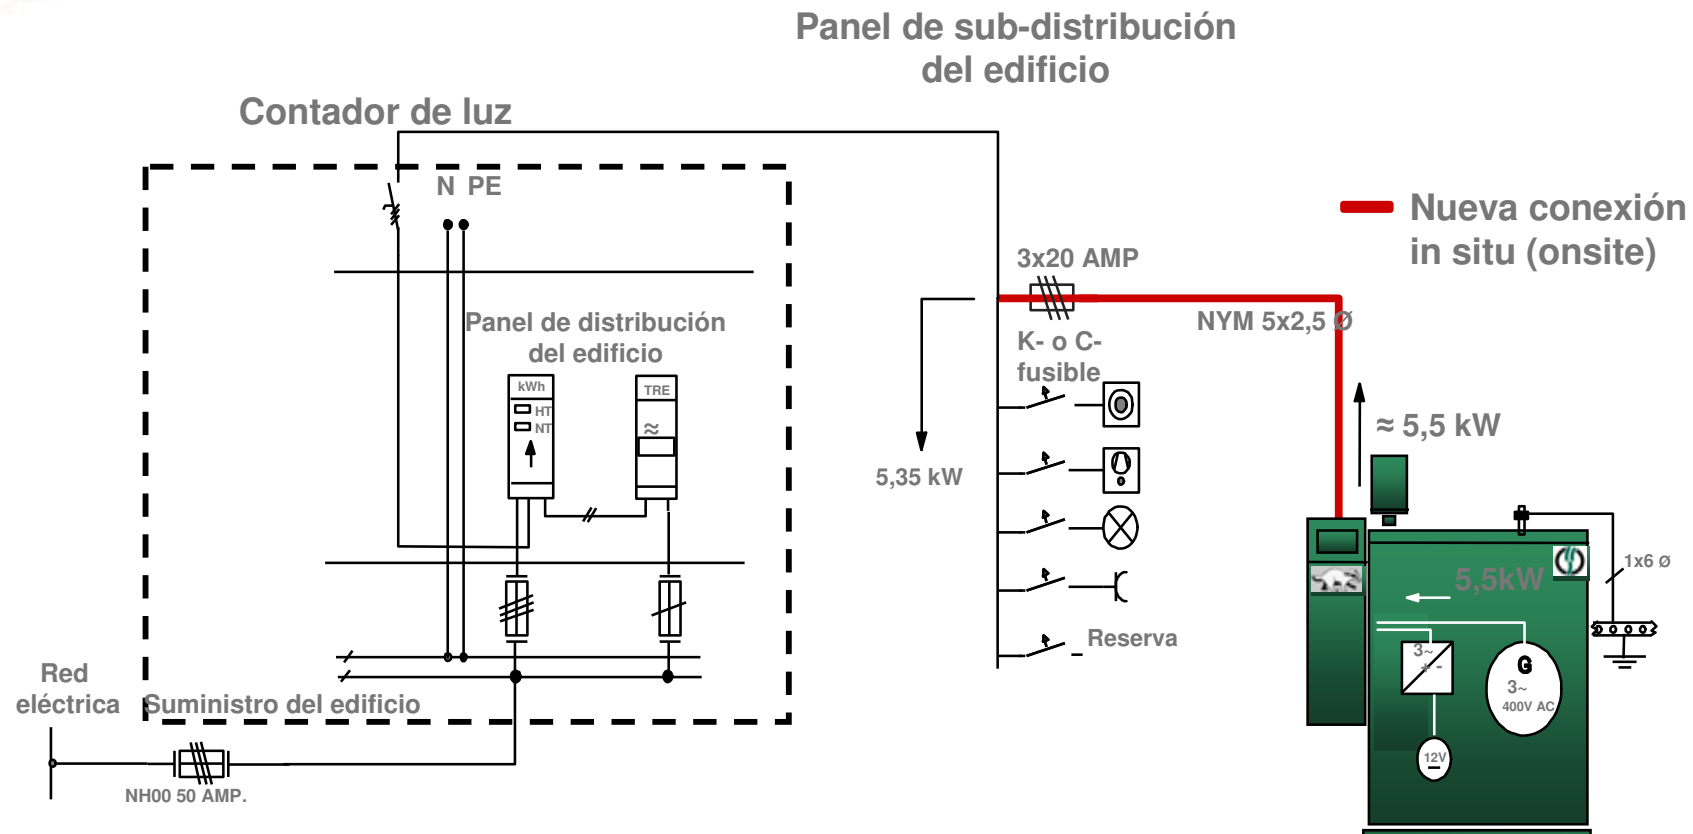 Panel de sub-distribución
del edificio
Contador de luz
N PE
Nueva conexión
in situ (onsite)
3x20 AMP
NYM 5x2,5 Ø
K- o C-
fusible
Panel de distribución
del edificio
kWh
HT
NT
TRE
≈
5,35 kW
≈ 5,5 kW
5,5kW
1x6 Ø
Reserva
3~
+ -
G
3~
400V AC
12V
Red
eléctrica
Suministro del edificio
NH00 50 AMP.